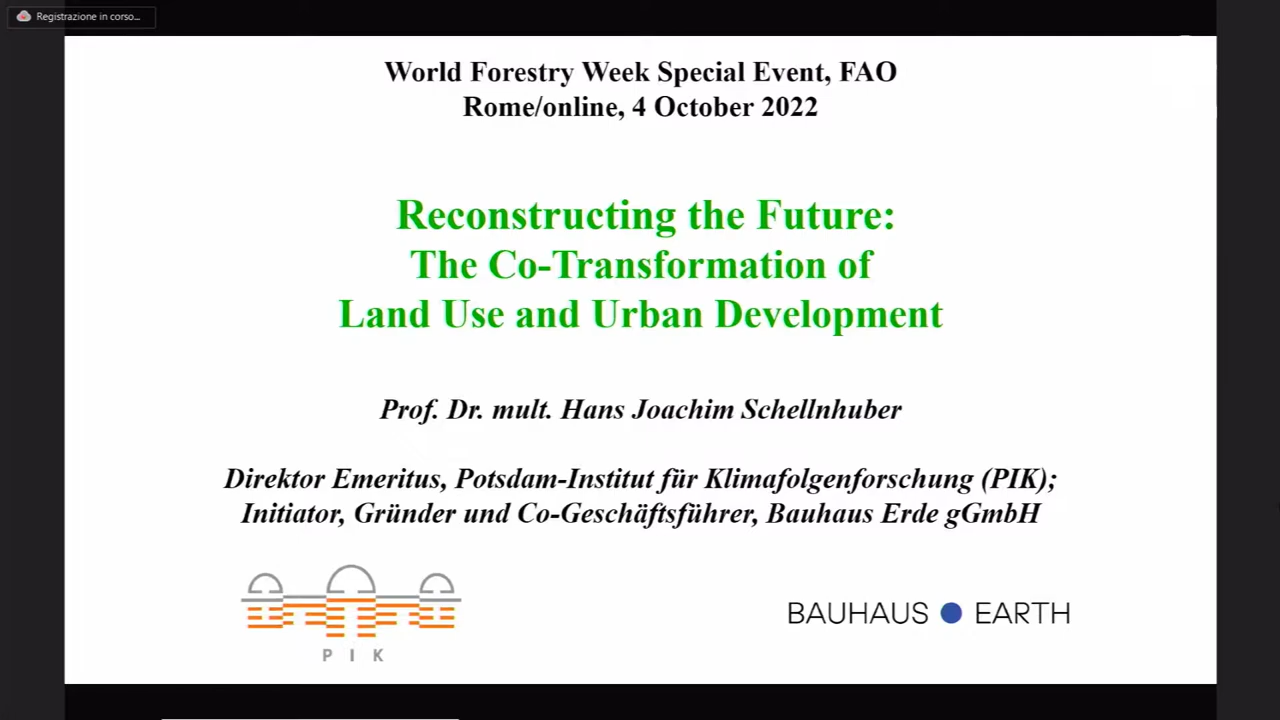 Registrazione in corso...
World Forestry Week Special Event, FAO
Rome/online, 4 October 2022
Reconstructing the Future:
The Co-Transformation of
Land Use and Urban Development
Prof. Dr. mult. Hans Joachim Schellnhuber
Direktor Emeritus, Potsdam-Institut für Klimafolgenforschung (PIK);
Initiator, Gründer und Co-Geschäftsführer, Bauhaus Erde gGmbH
P I K
BAUHAUS EARTH